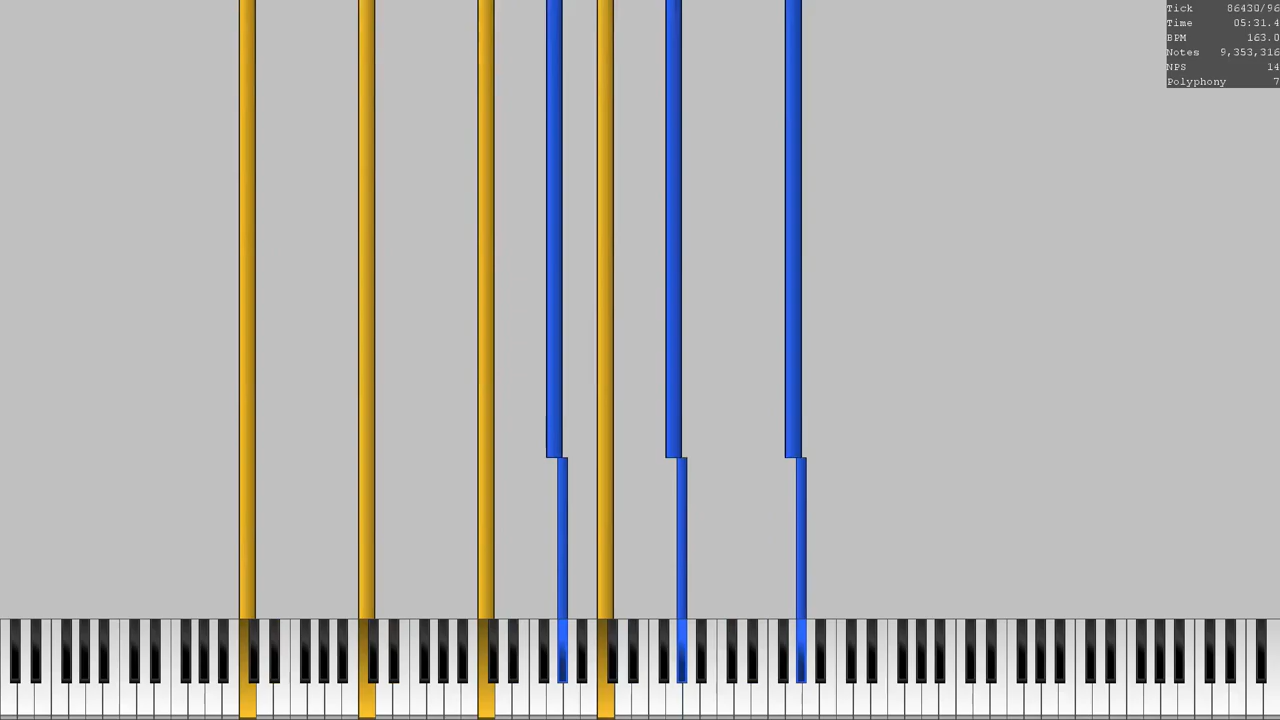 Tick 86430/96
Time 05:31.4
BPM 163.0
Notes 9,353,316
NPS 14
Polyphony 7